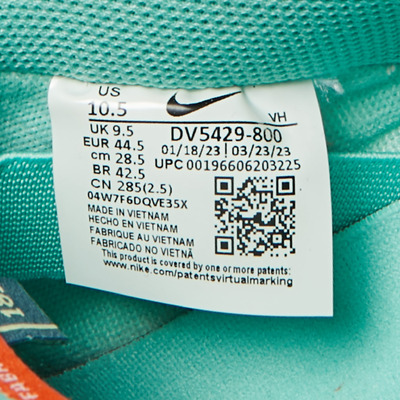 US
10.5
VH
UK 9.5
EUR 44.5
cm 28.5
BR 42.5
CN 285(2.5)
04W7F6DQVE35X
DV5429-800
01/18/23 | 03/23/23
UPC 00196606203225
MADE IN VIETNAM
HECHO EN VIETNAM
FABRIQUE AU VIETNAM
FABRICADO NO VIETNÃ
This product is covered by one or more patents:
www.nike.com/patentsvirtualmarking